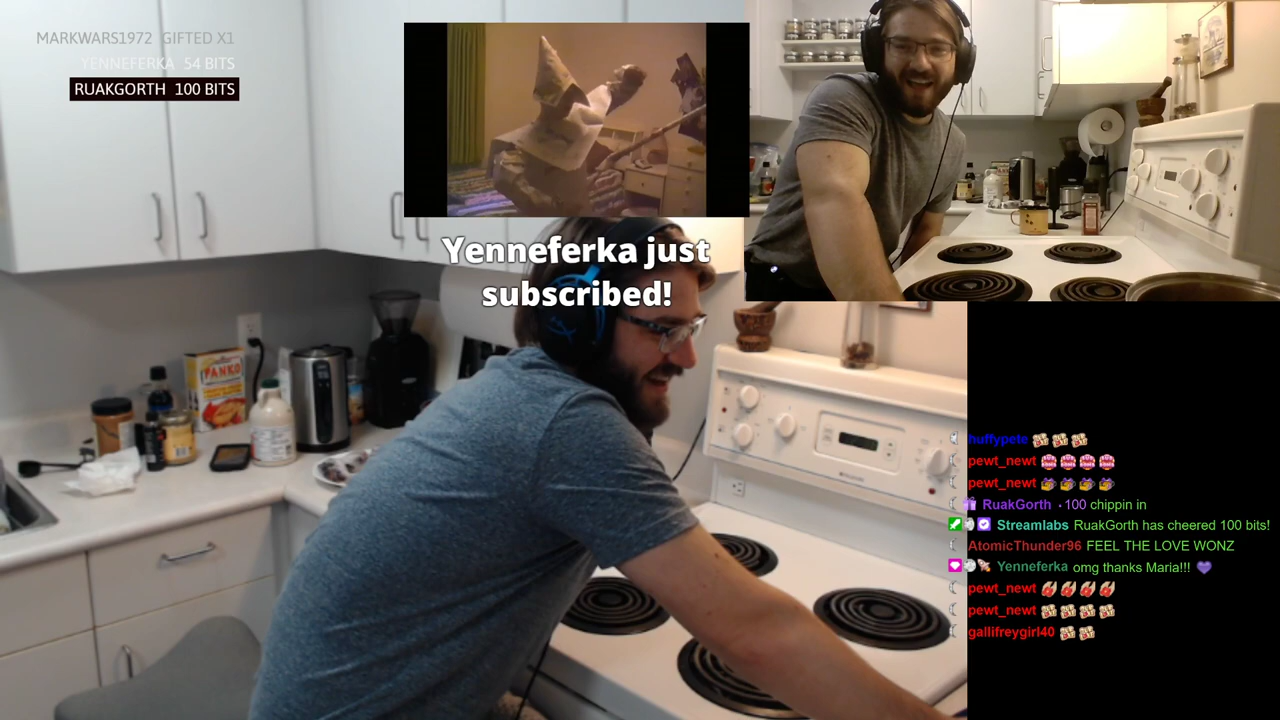 MARKWARS1972 GIFTED X1
YENNEFERKA 54 BITS
RUAKGORTH 100 BITS
Yenneferka just
subscribed!
PANKO
huffypete
pewt_newt
pewt_newt
RuakGorth · 100 chippin in
Streamlabs RuakGorth has cheered 100 bits!
AtomicThunder96 FEEL THE LOVE WONZ
Yenneferka omg thanks Maria!!!
pewt_newt
pewt_newt
gallifreygirl40